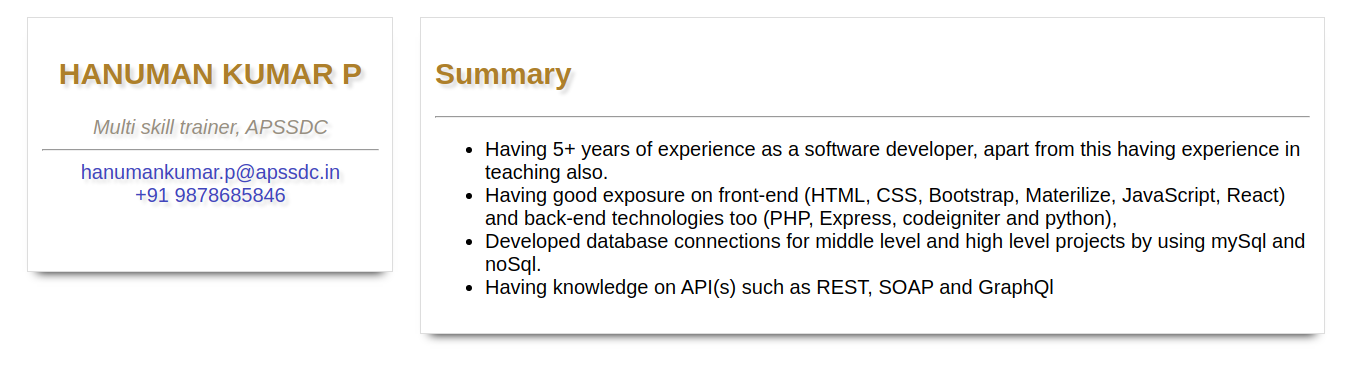 HANUMAN KUMAR P
Multi skill trainer, APSSDC
hanumankumar.p@apssdc.in
+91 9878685846
Summary
• Having 5+ years of experience as a software developer, apart from this having experience in
teaching also.
• Having good exposure on front-end (HTML, CSS, Bootstrap, Materilize, JavaScript, React)
and back-end technologies too (PHP, Express, codeigniter and python),
• Developed database connections for middle level and high level projects by using mySql and
noSql.
• Having knowledge on API(s) such as REST, SOAP and GraphQl